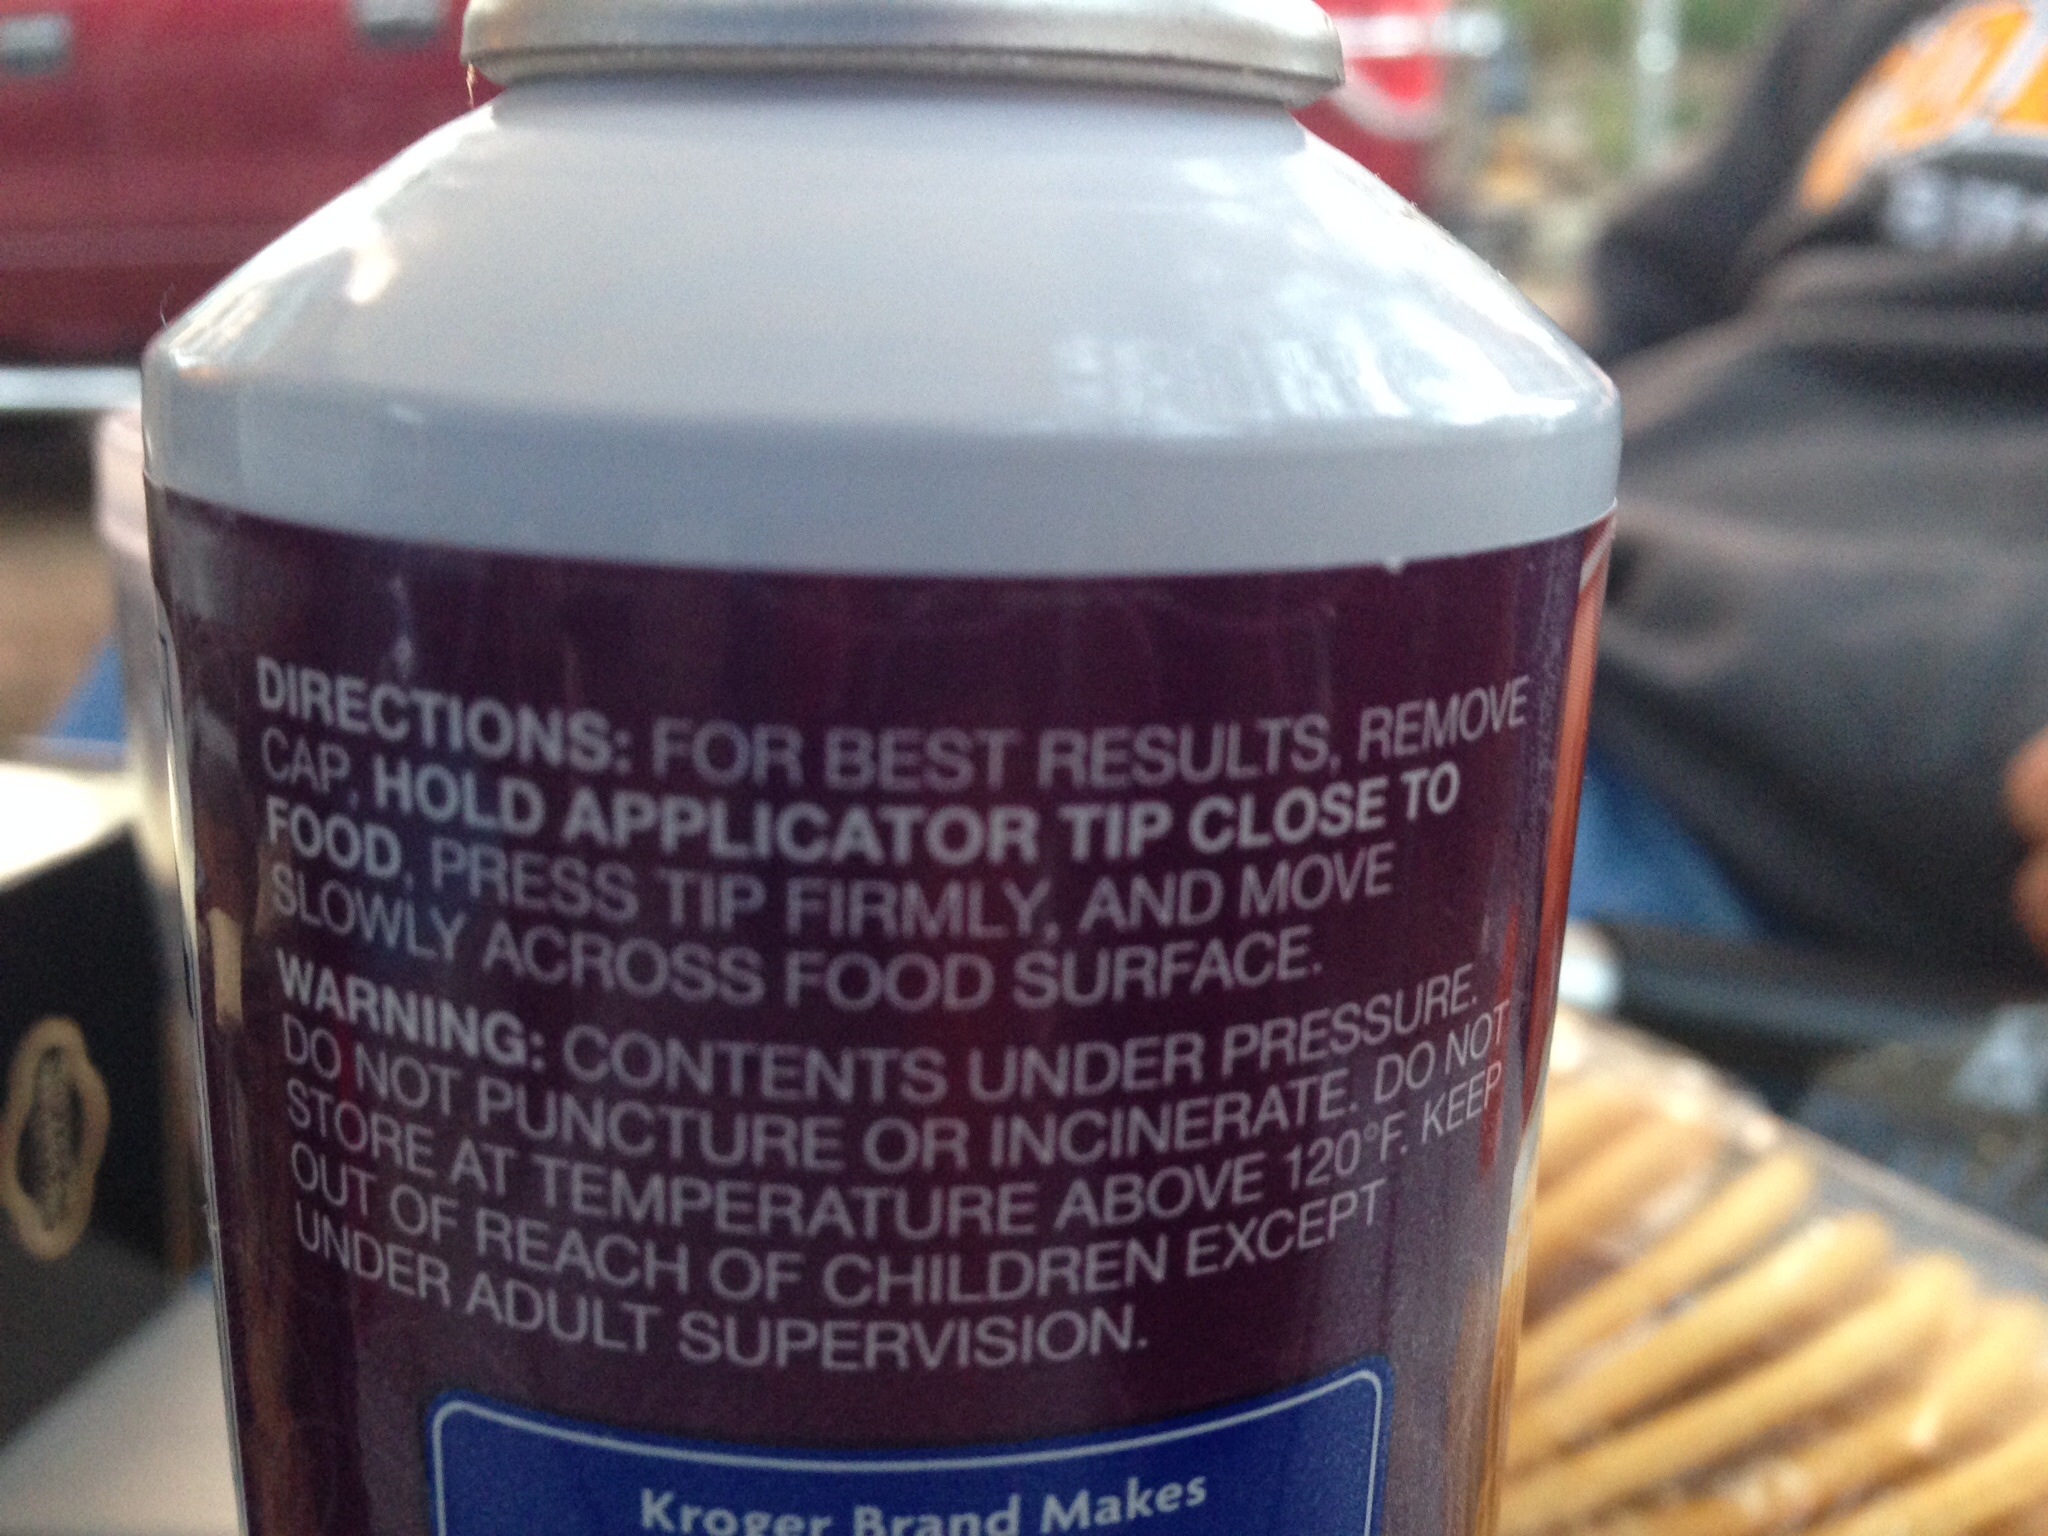 DIRECTIONS: FOR BEST RESULTS, REMOVE
CAP, HOLD APPLICATOR TIP CLOSE TO
FOOD, PRESS TIP FIRMLY, AND MOVE
SLOWLY ACROSS FOOD SURFACE.
WARNING: CONTENTS UNDER PRESSURE.
DO NOT PUNCTURE OR INCINERATE. DO NOT
STORE AT TEMPERATURE ABOVE 120°F. KEEP
OUT OF REACH OF CHILDREN EXCEPT
UNDER ADULT SUPERVISION.
Kroger Brand Makes